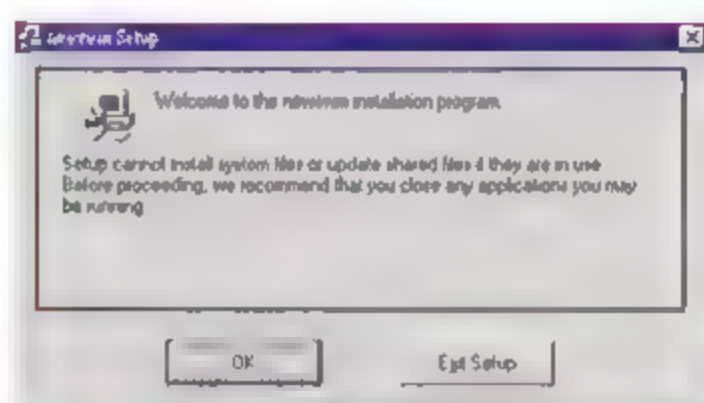 Setup
Welcome to the installation program.
Setup cannot install system files or update shared files if they are in use
Before proceeding, we recommend that you close any applications you may
be running
OK
Exit Setup